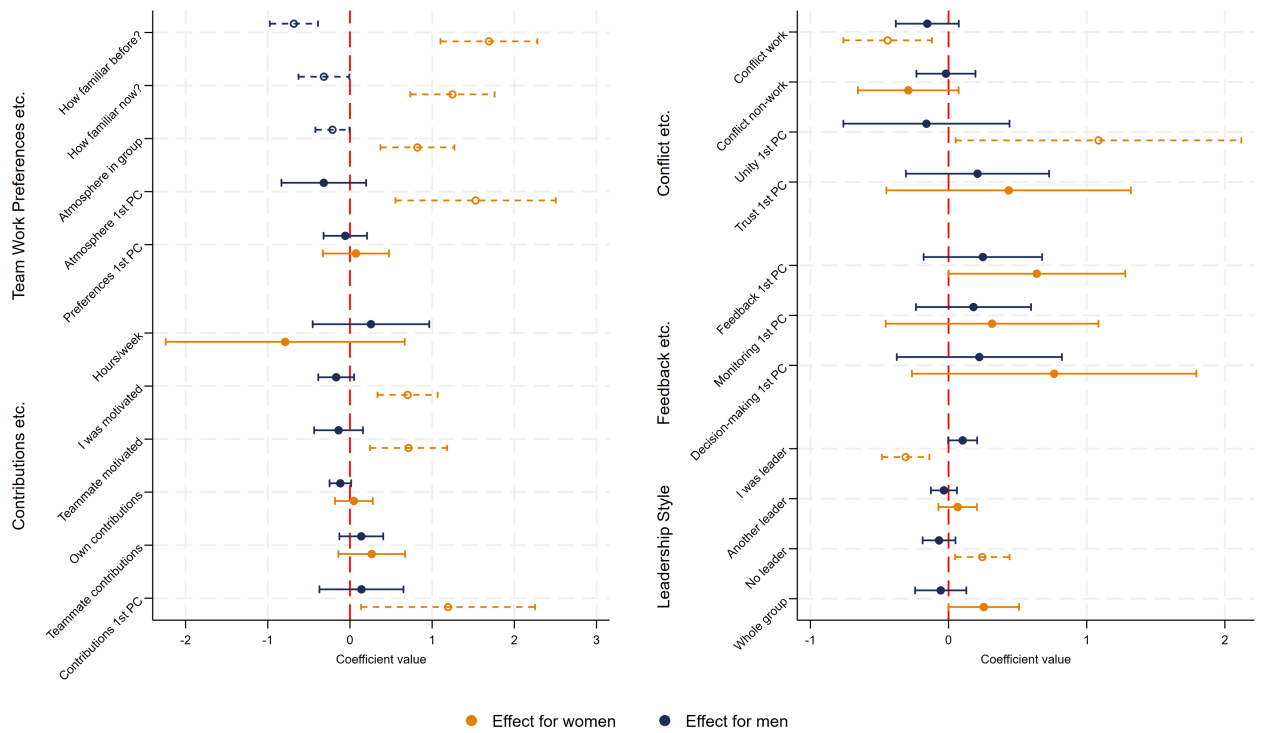 Team Work Preferences etc.
How familiar before?
How familiar now?
Atmosphere in group
Atmosphere 1st PC
Preferences 1st PC
Contributions etc.
Hours/week
I was motivated
Teammate motivated
Own contributions
Teammate contributions
Contributions 1st PC
-2 -1 0 1 2 3
Coefficient value
Conflict etc.
Conflict work
Conflict non-work
Unity 1st PC
Trust 1st PC
Feedback etc.
Feedback 1st PC
Monitoring 1st PC
Decision-making 1st PC
Leadership Style
I was leader
Another leader
No leader
Whole group
-1 0 1 2
Coefficient value
Effect for women Effect for men